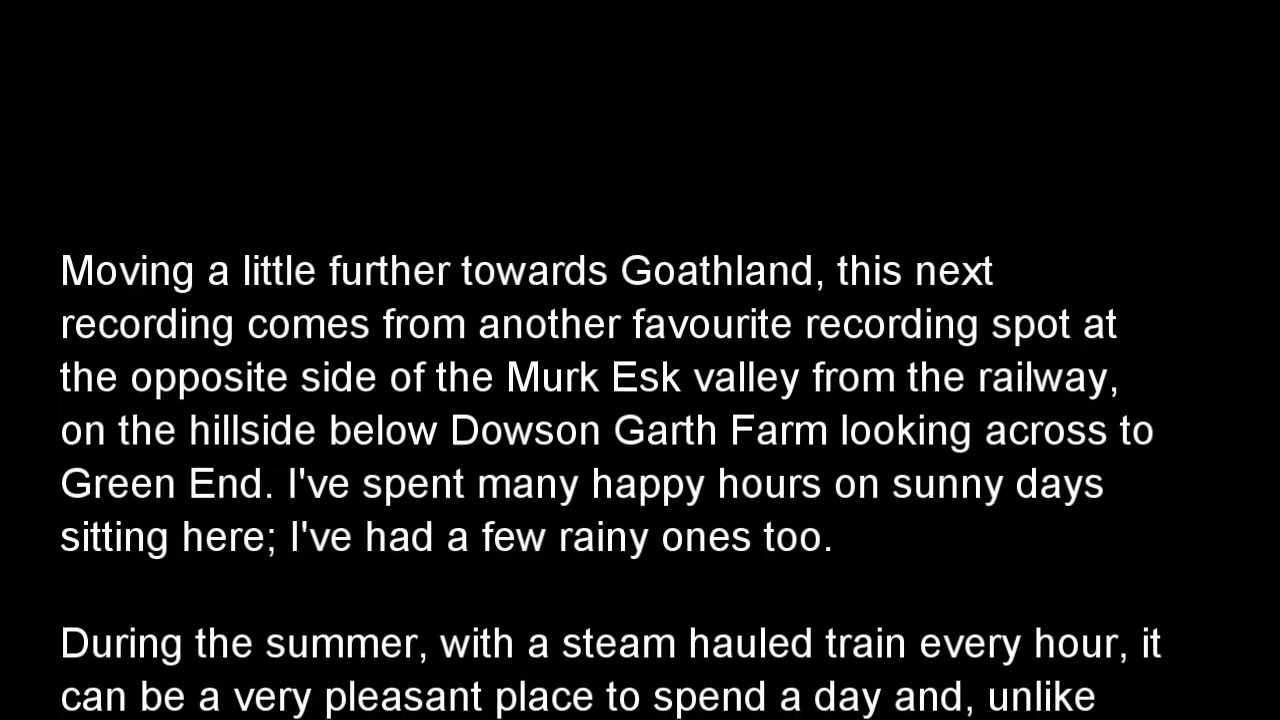 Moving a little further towards Goathland, this next
recording comes from another favourite recording spot at
the opposite side of the Murk Esk valley from the railway,
on the hillside below Dowson Garth Farm looking across to
Green End. I've spent many happy hours on sunny days
sitting here; I've had a few rainy ones too.
During the summer, with a steam hauled train every hour, it
can be a very pleasant place to spend a day and, unlike